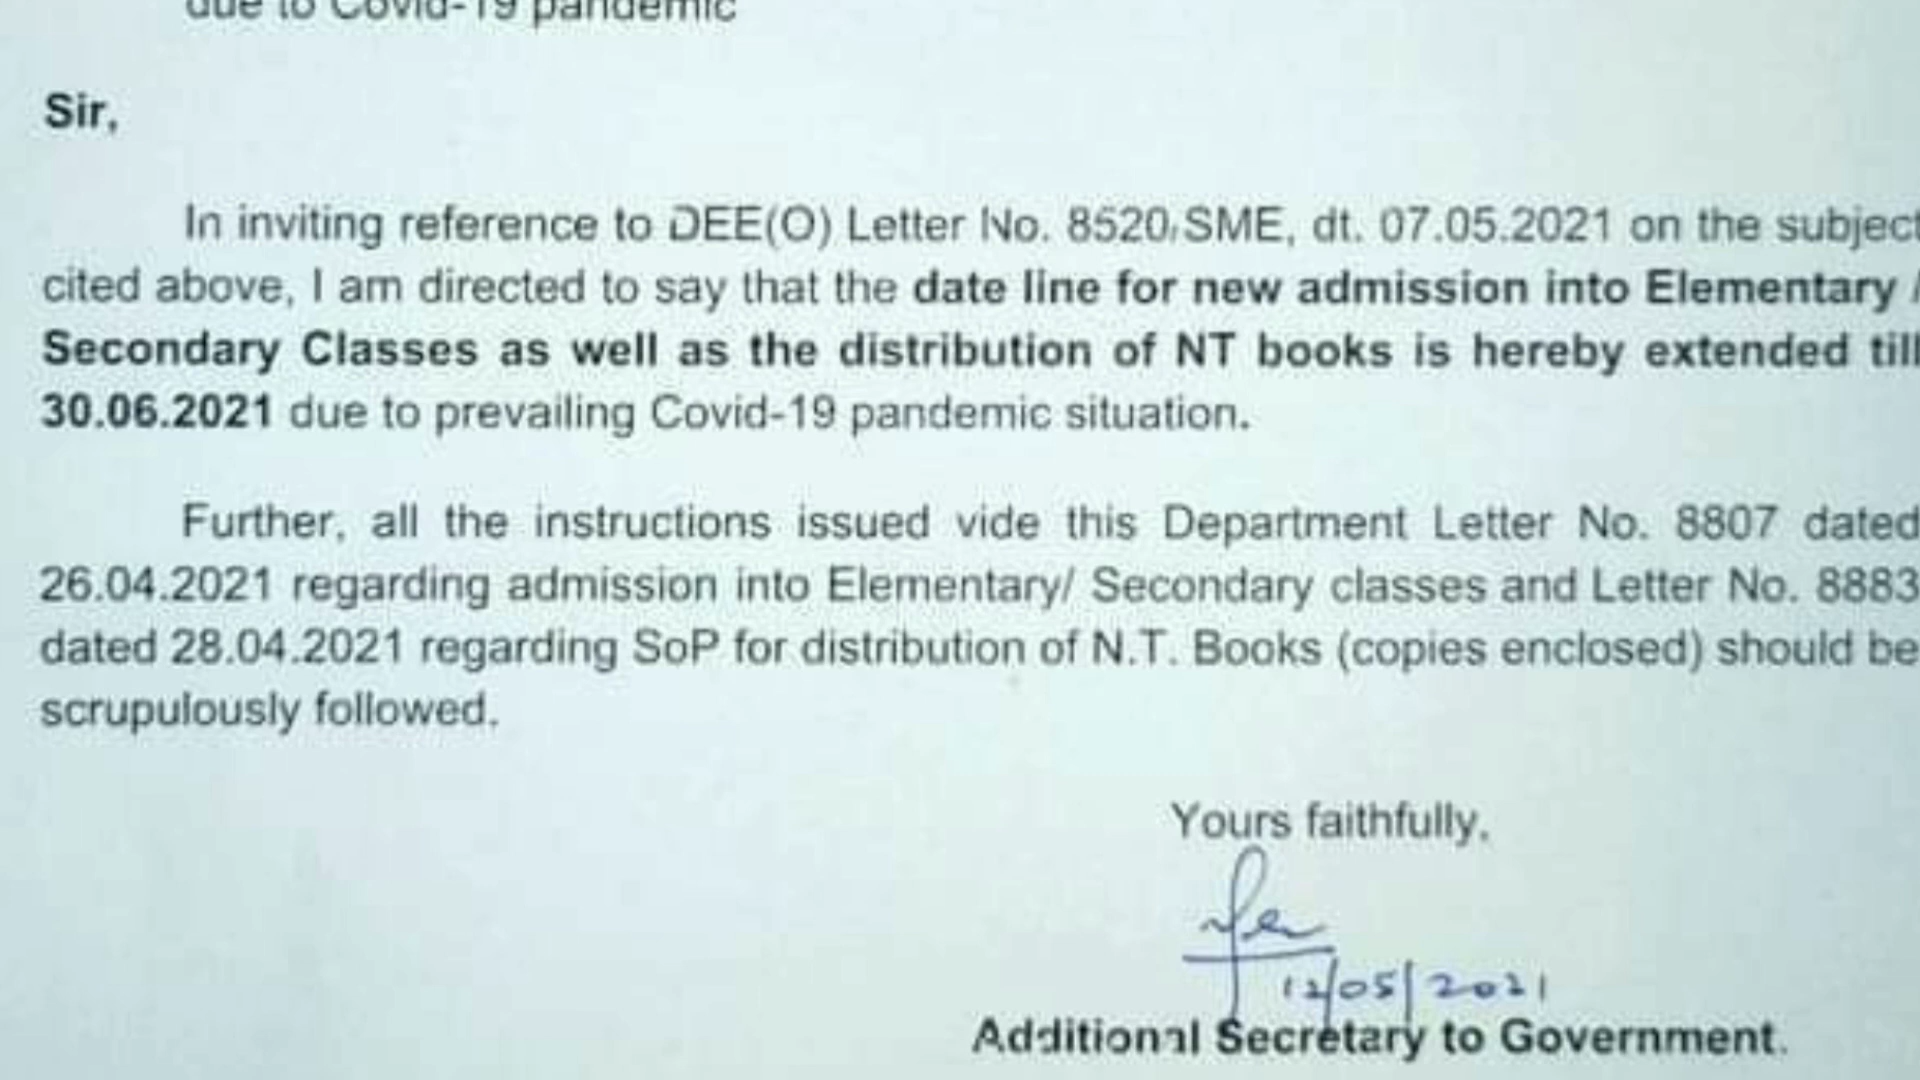 due to Covid-19 pandemic
Sir,
In inviting reference to DEE(O) Letter No. 8520/SME, dt. 07.05.2021 on the subject
cited above, I am directed to say that the date line for new admission into Elementary /
Secondary Classes as well as the distribution of NT books is hereby extended till
30.06.2021 due to prevailing Covid-19 pandemic situation.
Further, all the instructions issued vide this Department Letter No. 8807 dated
26.04.2021 regarding admission into Elementary/ Secondary classes and Letter No. 8883
dated 28.04.2021 regarding SoP for distribution of N.T. Books (copies enclosed) should be
scrupulously followed.
Yours faithfully,
12/05/2021
Additional Secretary to Government.